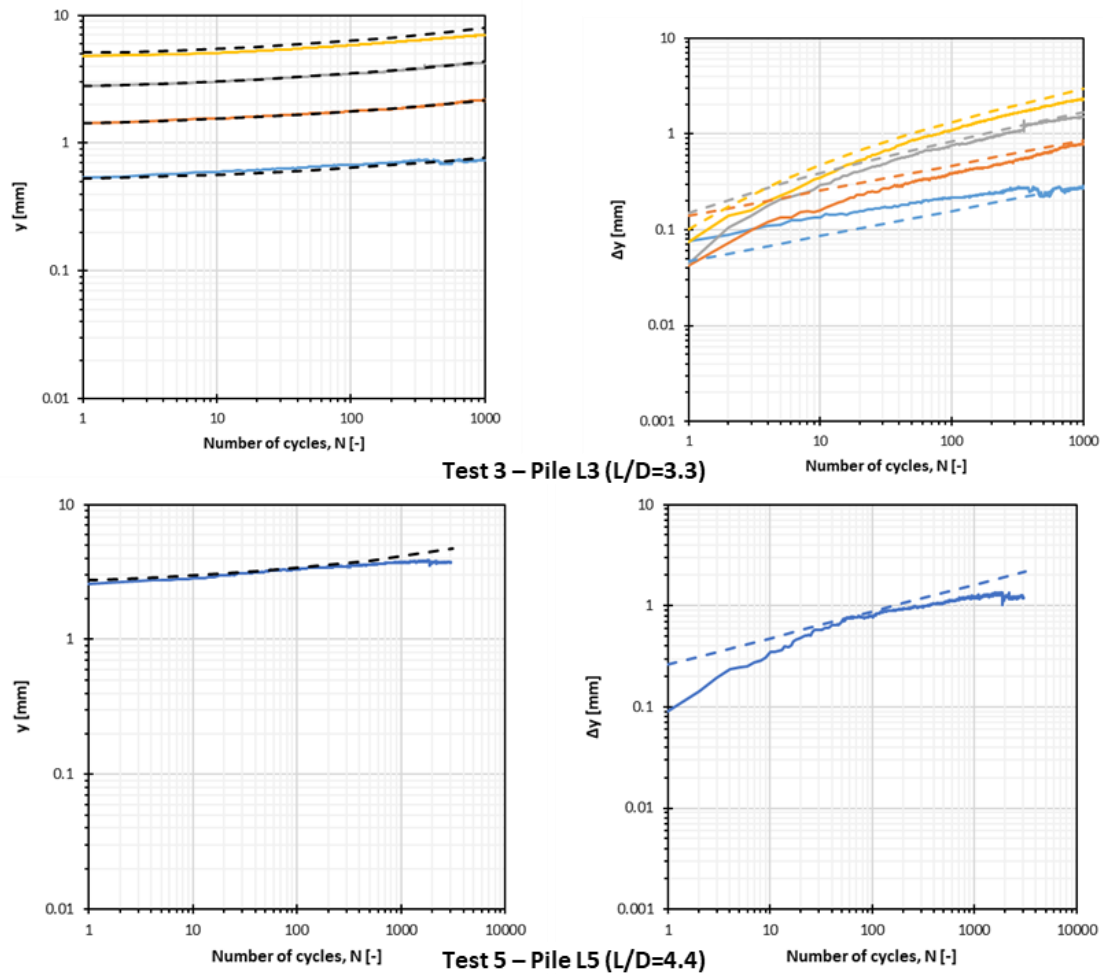 10
1
0.1
0.01
y [mm]
1 10 100 1000
Number of cycles, N [-]
10
1
0.1
0.01
0.001
Δy [mm]
1 10 100 1000
Number of cycles, N [-]
Test 3 – Pile L3 (L/D=3.3)
10
1
0.1
0.01
y [mm]
1 10 100 1000 10000
Number of cycles, N [-]
10
1
0.1
0.01
0.001
Δy [mm]
1 10 100 1000 10000
Number of cycles, N [-]
Test 5 – Pile L5 (L/D=4.4)